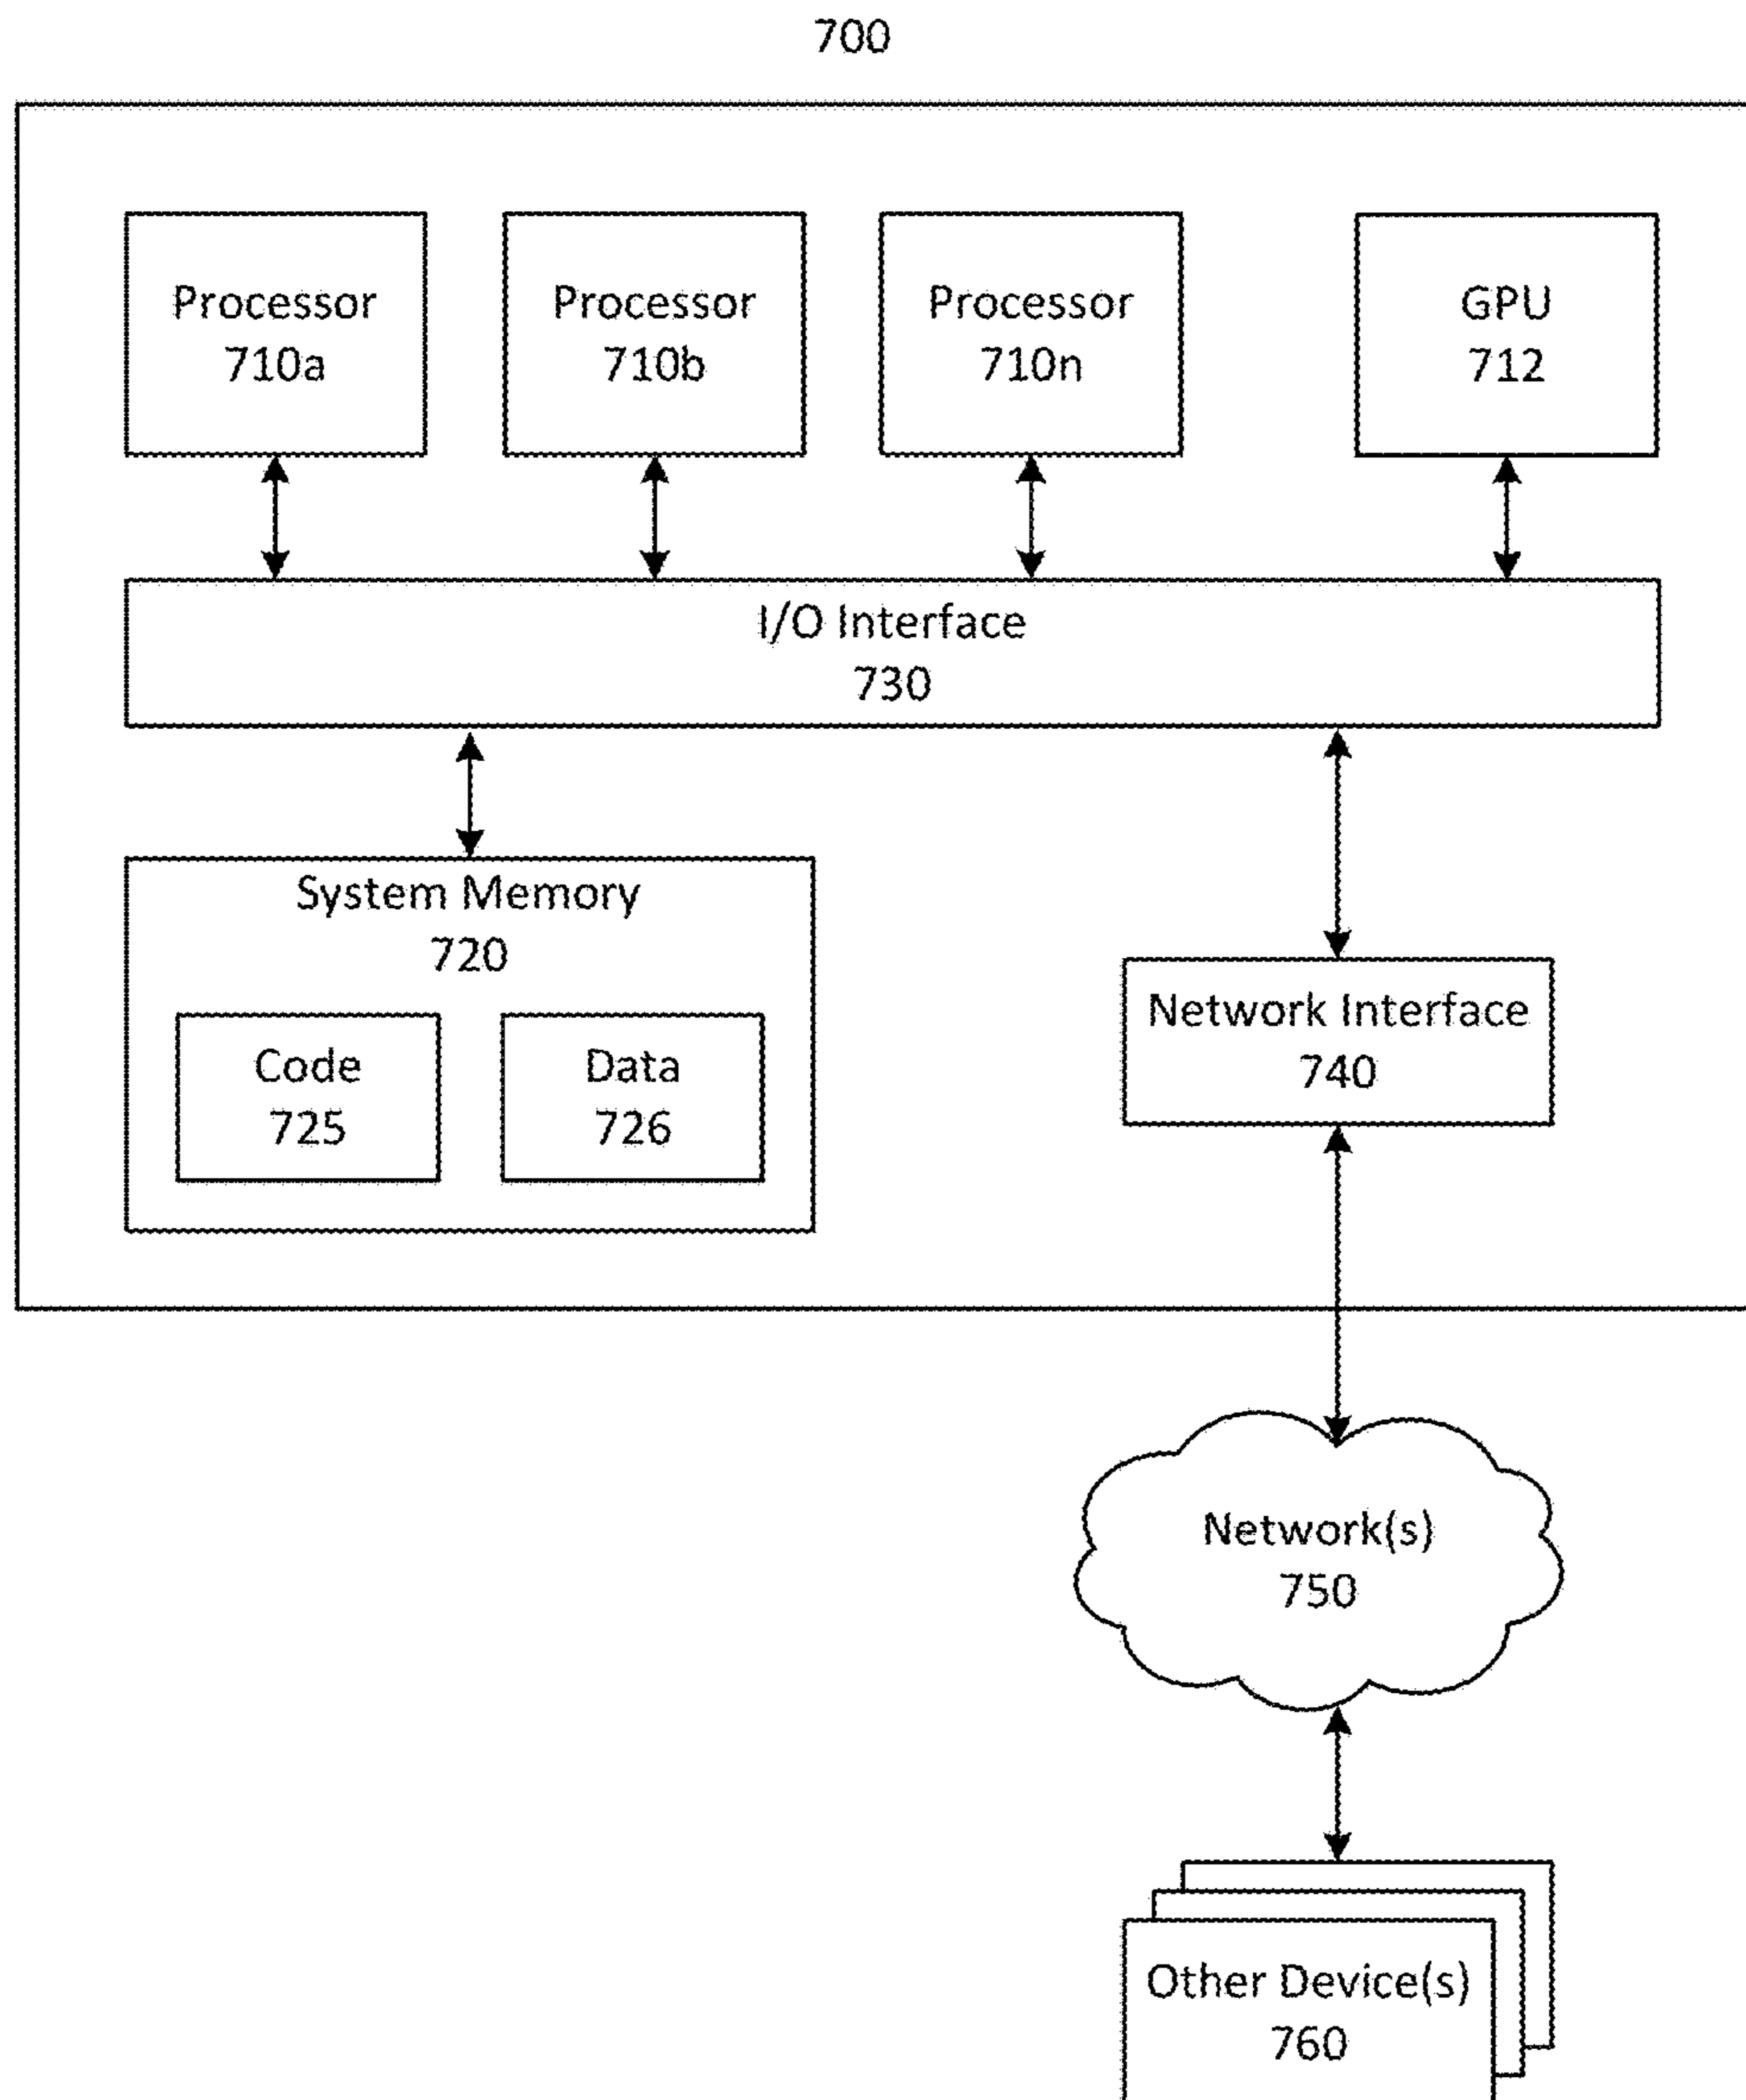 700
Processor
710a
Processor
710b
Processor
710n
GPU
712
I/O Interface
730
System Memory
720
Code
725
Data
726
Network Interface
740
Network(s)
750
Other Device(s)
760